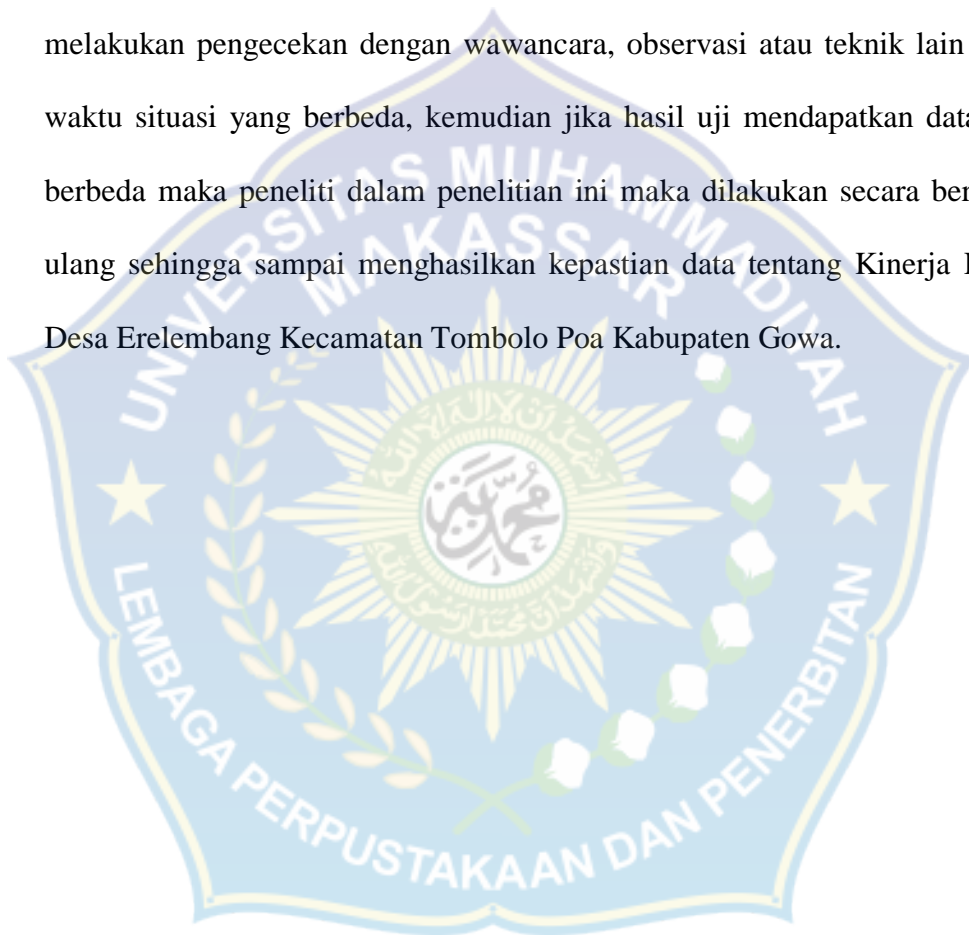 melakukan pengecekan dengan wawancara, observasi atau teknik lain
waktu situasi yang berbeda, kemudian jika hasil uji mendapatkan data
berbeda maka peneliti dalam penelitian ini maka dilakukan secara ber
ulang sehingga sampai menghasilkan kepastian data tentang Kinerja
Desa Erelembang Kecamatan Tombolo Poa Kabupaten Gowa.
UNIVERSITAS MUHAMMADIYAH
MAKASSAR
LEMBAGA PERPUSTAKAAN DAN PENERBITAN